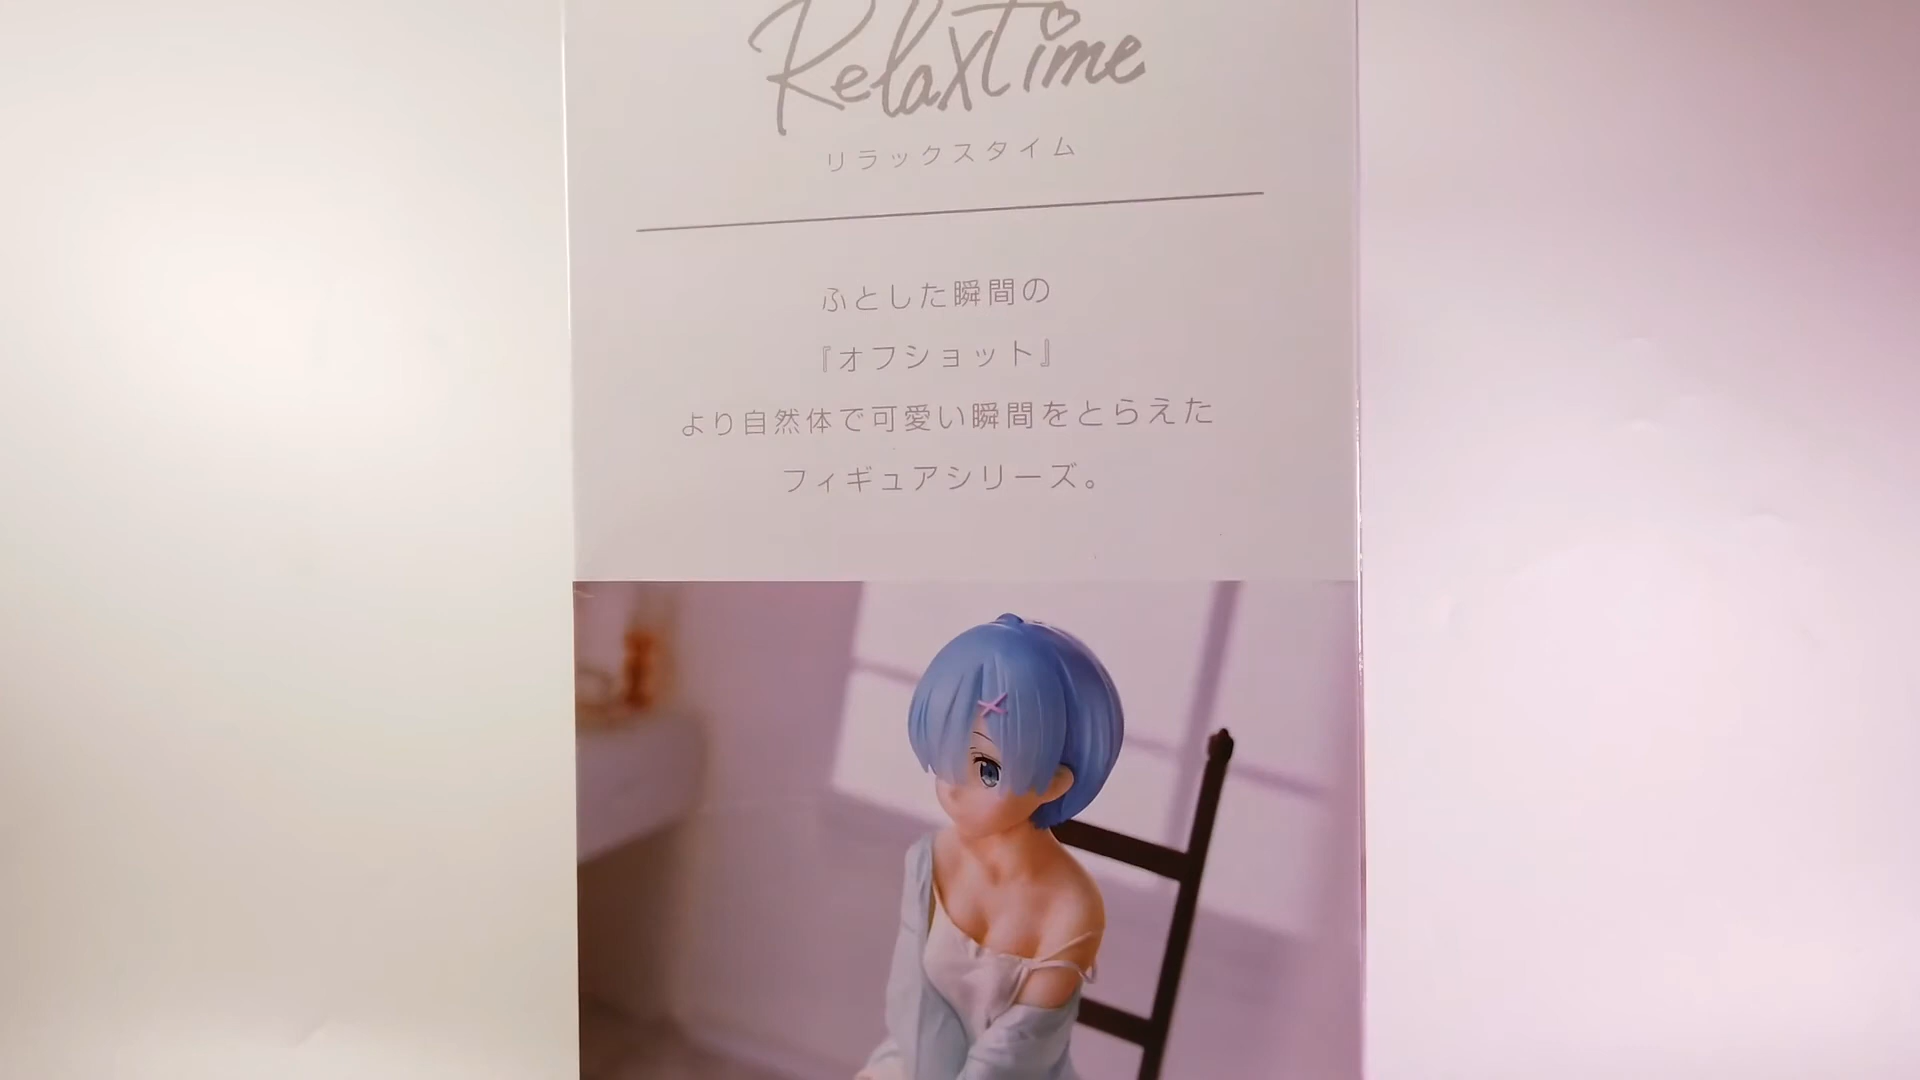 Relaxtime
リラックスタイム
ふとした瞬間の
『オフショット』
より自然体で可愛い瞬間をとらえた
フィギュアシリーズ。